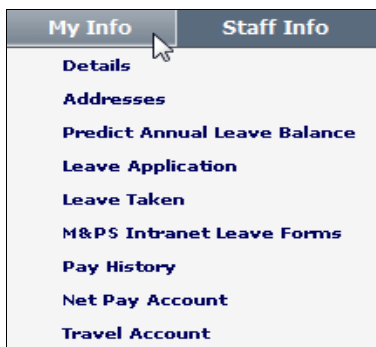 My Info Staff Info
Details
Addresses
Predict Annual Leave Balance
Leave Application
Leave Taken
M&PS Intranet Leave Forms
Pay History
Net Pay Account
Travel Account